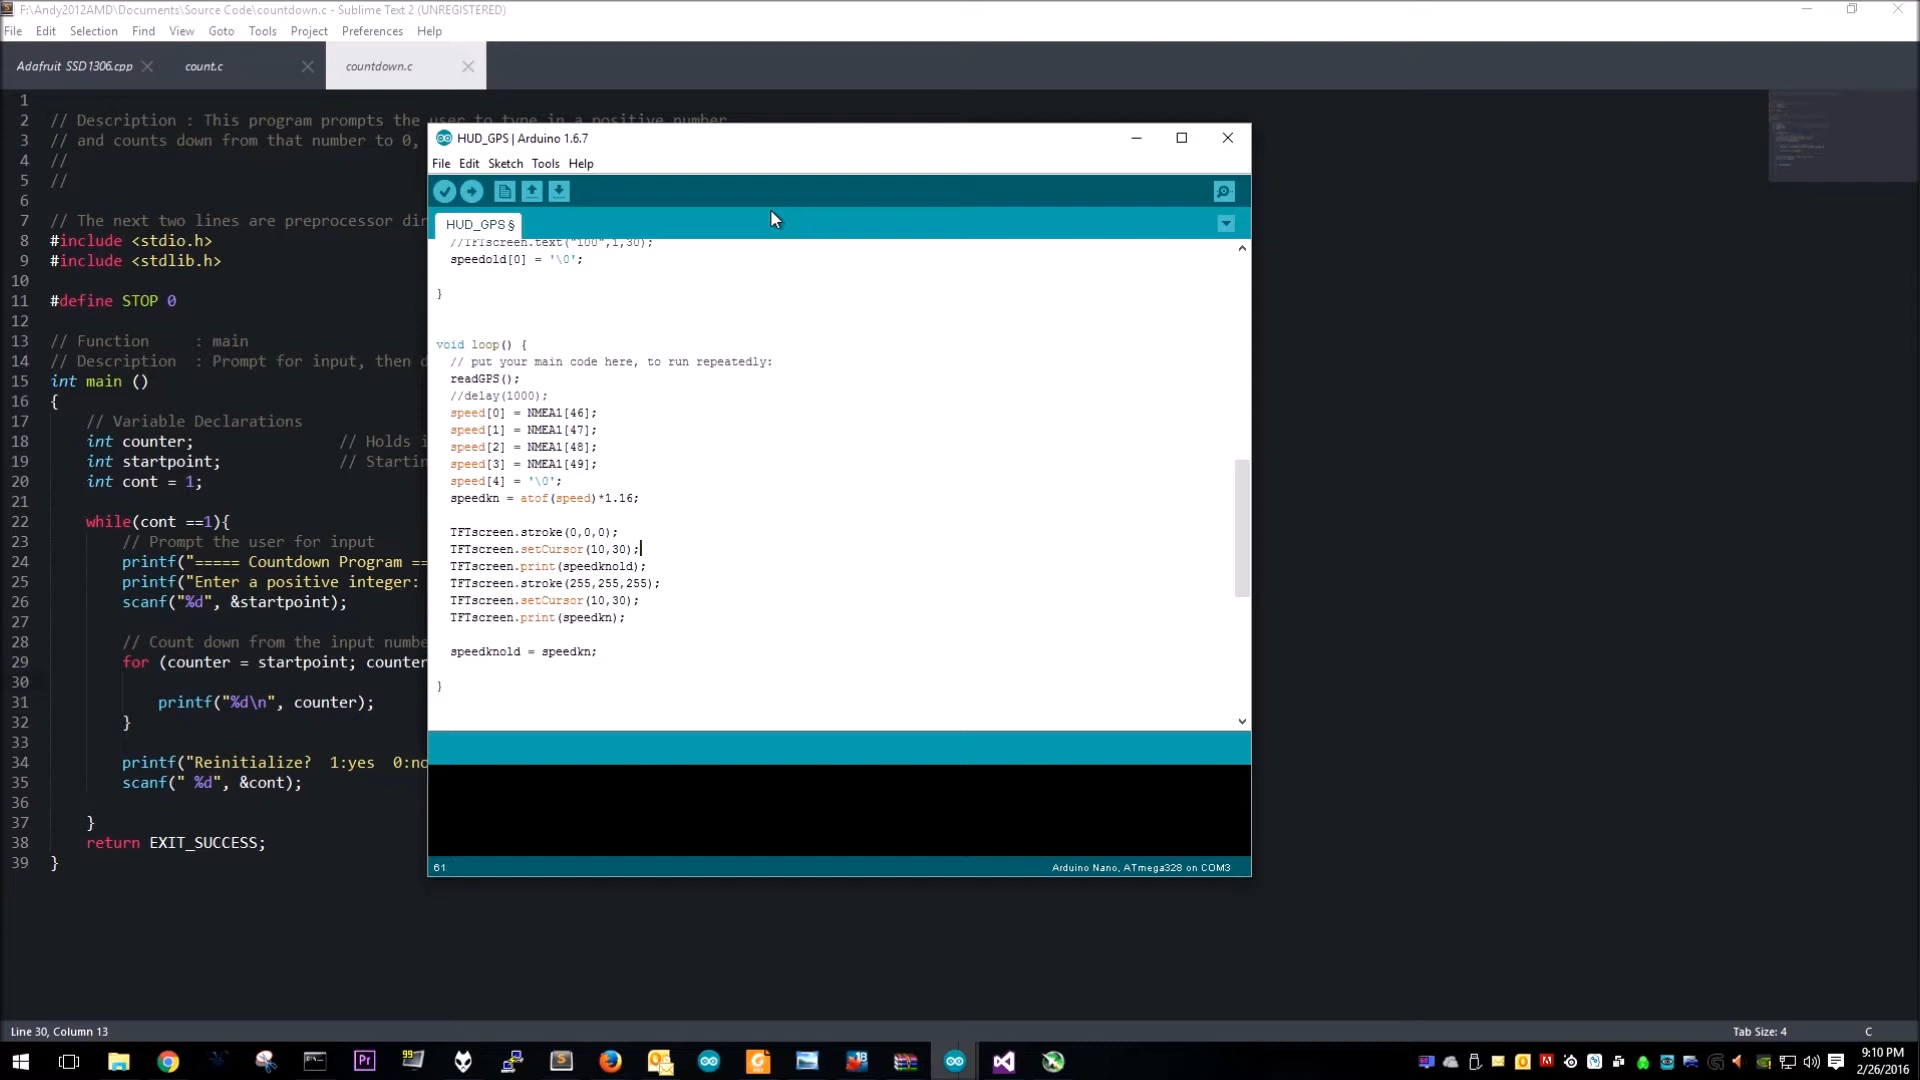 F:\Andy2012AMD\Documents\Source Code\countdown.c - Sublime Text 2 (UNREGISTERED)
File Edit Selection Find View Goto Tools Project Preferences Help
Adafruit SSD1306.cpp count.c countdown.c
1
2 // Description : This program prompts the user to type in a positive number
3 // and counts down from that number to 0,
4 //
5 //
6
7 // The next two lines are preprocessor dir
8 #include <stdio.h>
9 #include <stdlib.h>
10
11 #define STOP 0
12
13 // Function : main
14 // Description : Prompt for input, then d
15 int main ()
16 {
17 // Variable Declarations
18 int counter; // Holds i
19 int startpoint; // Startin
20 int cont = 1;
21
22 while(cont ==1){
23 // Prompt the user for input
24 printf("===== Countdown Program ==
25 printf("Enter a positive integer:
26 scanf("%d", &startpoint);
27
28 // Count down from the input numbe
29 for (counter = startpoint; counter
30
31 printf("%d\n", counter);
32 }
33
34 printf("Reinitialize? 1:yes 0:no
35 scanf(" %d", &cont);
36
37 }
38 return EXIT_SUCCESS;
39 }
HUD_GPS | Arduino 1.6.7
File Edit Sketch Tools Help
HUD_GPS §
//TFTscreen.text("100",1,30);
speedold[0] = '\0';
}
void loop() {
// put your main code here, to run repeatedly:
readGPS();
//delay(1000);
speed[0] = NMEA1[46];
speed[1] = NMEA1[47];
speed[2] = NMEA1[48];
speed[3] = NMEA1[49];
speed[4] = '\0';
speedkn = atof(speed)*1.16;
TFTscreen.stroke(0,0,0);
TFTscreen.setCursor(10,30);
TFTscreen.print(speedknold);
TFTscreen.stroke(255,255,255);
TFTscreen.setCursor(10,30);
TFTscreen.print(speedkn);
speedknold = speedkn;
}
61 Arduino Nano, ATmega328 on COM3
Line 30, Column 13 Tab Size: 4 C
Pr
9:10 PM
2/26/2016